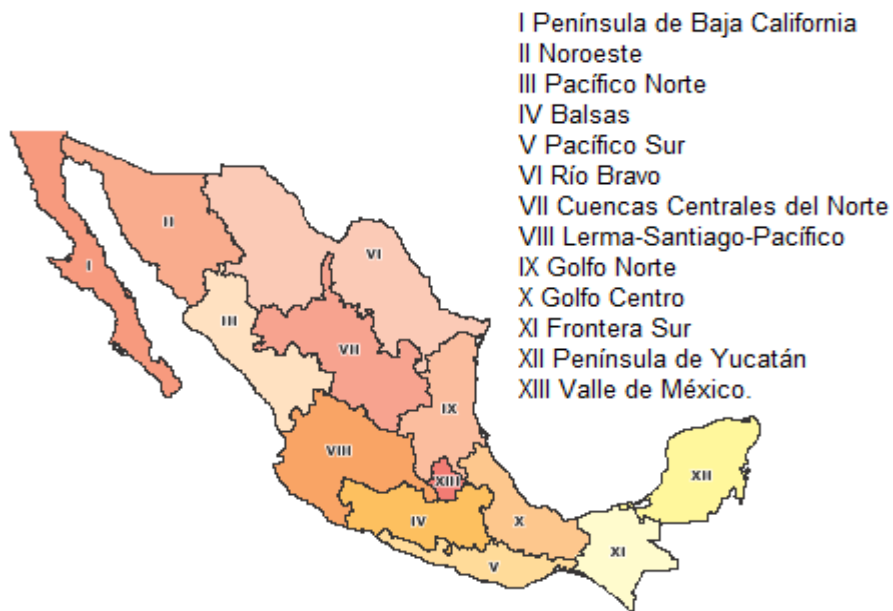 I Península de Baja California
II Noroeste
III Pacífico Norte
IV Balsas
V Pacífico Sur
VI Río Bravo
VII Cuencas Centrales del Norte
VIII Lerma-Santiago-Pacífico
IX Golfo Norte
X Golfo Centro
XI Frontera Sur
XII Península de Yucatán
XIII Valle de México.
II
VI
I
III
VII
IX
VIII
XIII
XII
IV
X
XI
V